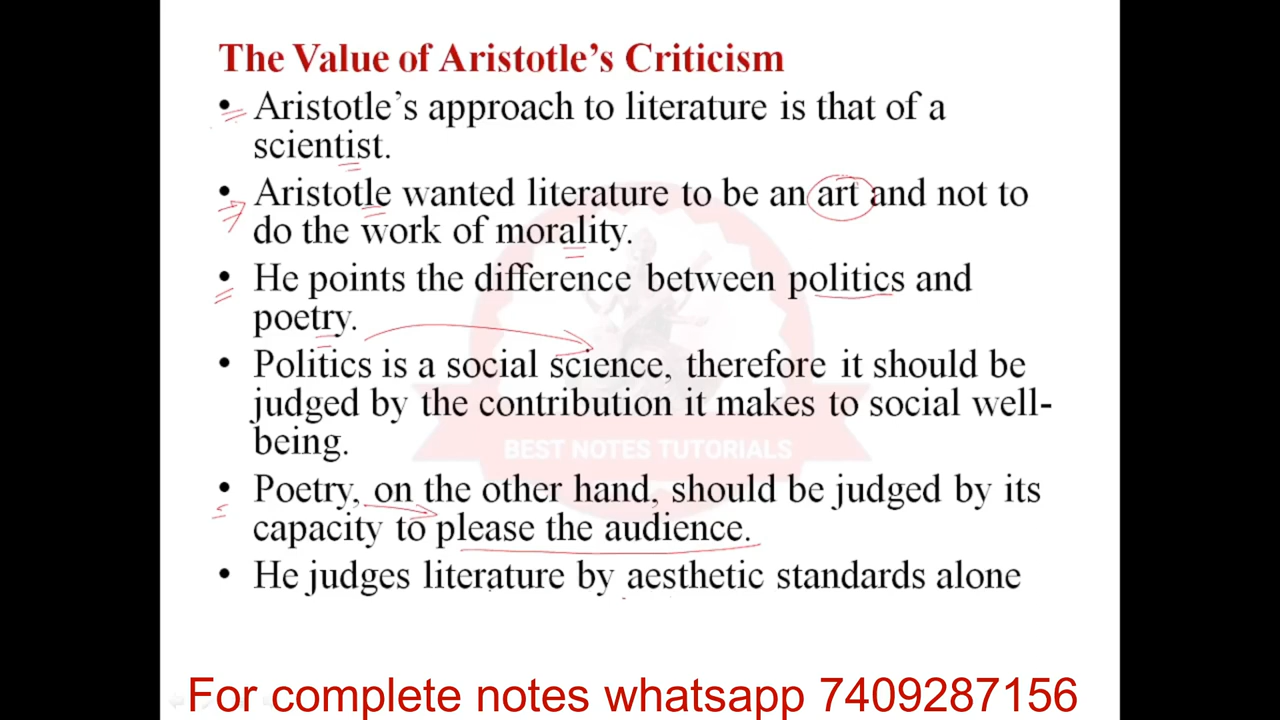 The Value of Aristotle’s Criticism
• Aristotle’s approach to literature is that of a
scientist.
• Aristotle wanted literature to be an art and not to
do the work of morality.
• He points the difference between politics and
poetry.
• Politics is a social science, therefore it should be
judged by the contribution it makes to social well-
being.
BEST NOTES TUTORIALS
• Poetry, on the other hand, should be judged by its
capacity to please the audience.
• He judges literature by aesthetic standards alone
For complete notes whatsapp 7409287156